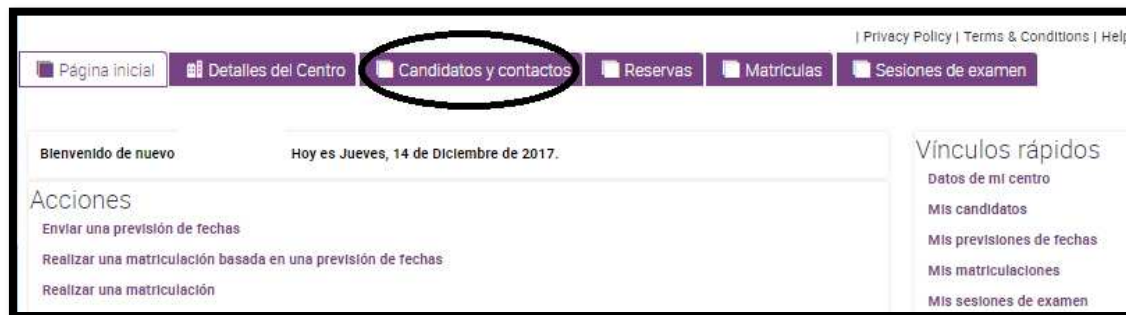 | Privacy Policy | Terms & Conditions | Help
Página inicial Detalles del Centro Candidatos y contactos Reservas Matrículas Sesiones de examen
Bienvenido de nuevo Hoy es Jueves, 14 de Diciembre de 2017.
Acciones
Enviar una previsión de fechas
Realizar una matriculación basada en una previsión de fechas
Realizar una matriculación
Vínculos rápidos
Datos de mi centro
Mis candidatos
Mis previsiones de fechas
Mis matriculaciones
Mis sesiones de examen